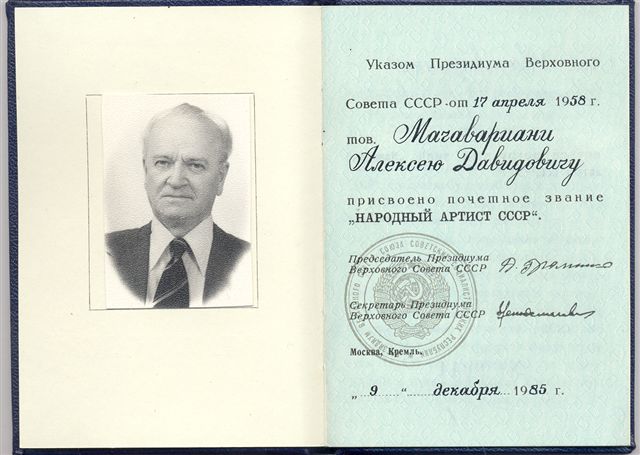 Указом Президиума Верховного
Совета СССР от 17 апреля 1958 г.
тов. Мачавариани
Алексею Давидовичу
присвоено почетное звание
„НАРОДНЫЙ АРТИСТ СССР“.
Председатель Президиума
Верховного Совета СССР
Секретарь Президиума
Верховного Совета СССР
Москва, Кремль.
„ 9 “ декабря 1985 г.